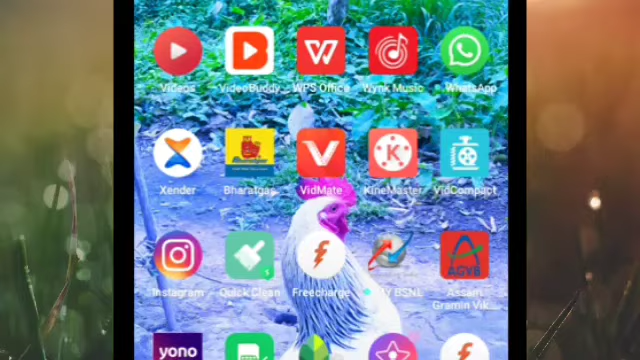 Videos
VideoBuddy
WPS Office
Wynk Music
WhatsApp
Xender
Bharatgas
VidMate
KineMaster
VidCompact
Instagram
Quick Clean
Freecharge
My BSNL
AGVB
Assam
Gramin Vik...
yono